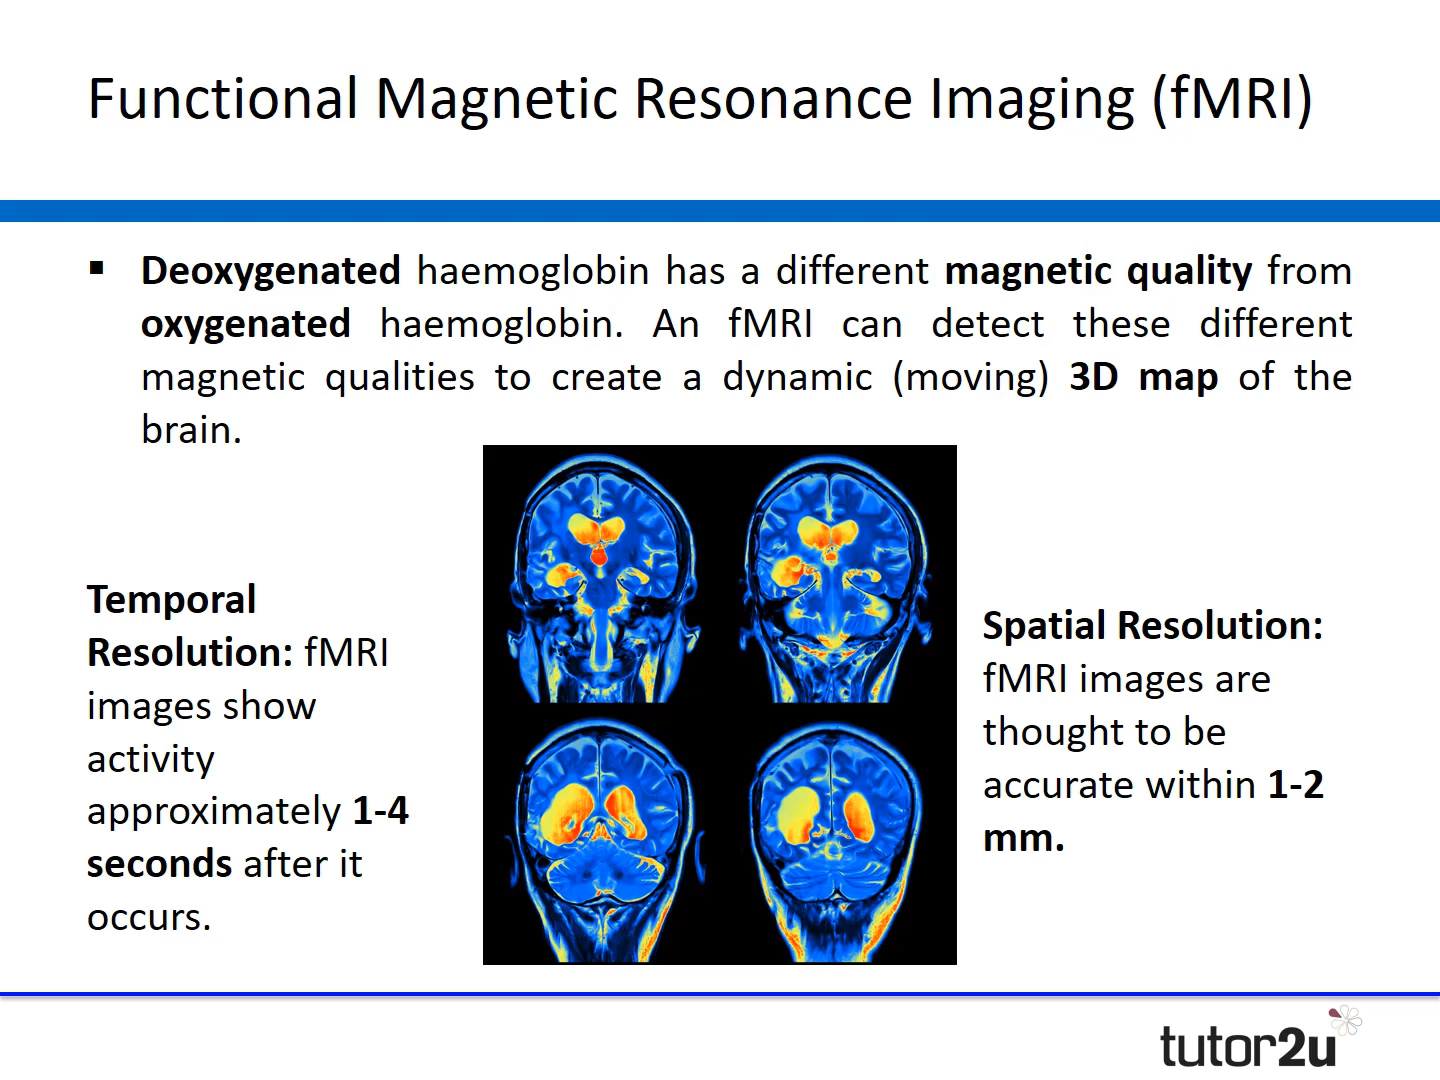 Functional Magnetic Resonance Imaging (fMRI)
▪ Deoxygenated haemoglobin has a different magnetic quality from
oxygenated haemoglobin. An fMRI can detect these different
magnetic qualities to create a dynamic (moving) 3D map of the
brain.
Temporal
Resolution: fMRI
images show
activity
approximately 1-4
seconds after it
occurs.
Spatial Resolution:
fMRI images are
thought to be
accurate within 1-2
mm.
tutor2u